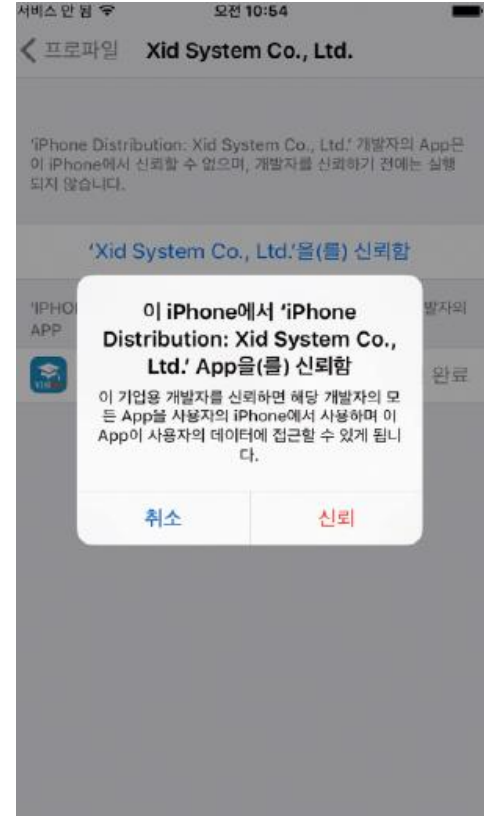 서비스 안 됨
오전 10:54
프로파일
Xid System Co., Ltd.
'iPhone Distribution: Xid System Co., Ltd.' 개발자의 App은
이 iPhone에서 신뢰할 수 없으며, 개발자를 신뢰하기 전에는 실행
되지 않습니다.
'Xid System Co., Ltd.'을(를) 신뢰함
'IPHO
발자의
APP
완료
이 iPhone에서 'iPhone
Distribution: Xid System Co.,
Ltd.' App을(를) 신뢰함
이 기업용 개발자를 신뢰하면 해당 개발자의 모
든 App을 사용자의 iPhone에서 사용하며 이
App이 사용자의 데이터에 접근할 수 있게 됩니
다.
취소
신뢰